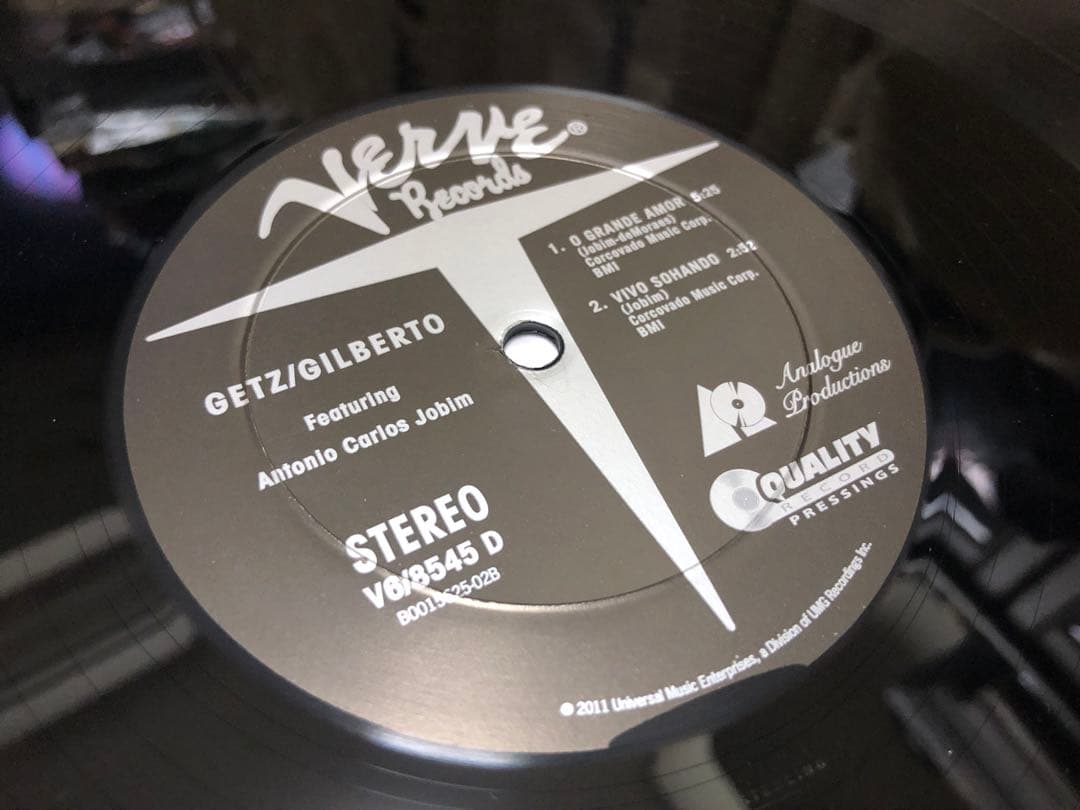 Verve®
Records
1. O GRANDE AMOR 5:25
(Jobim-deMoraes)
Corcovado Music Corp.
BMI
2. VIVO SOHANDO 2:52
(Jobim)
Corcovado Music Corp.
BMI
GETZ/GILBERTO
Featuring
Antonio Carlos Jobim
STEREO
V6/8545 D
Analogue
Productions
QUALITY
RECORD
PRESSINGS
℗ 2011 Universal Music Enterprises, a Division of UMG Recordings Inc.